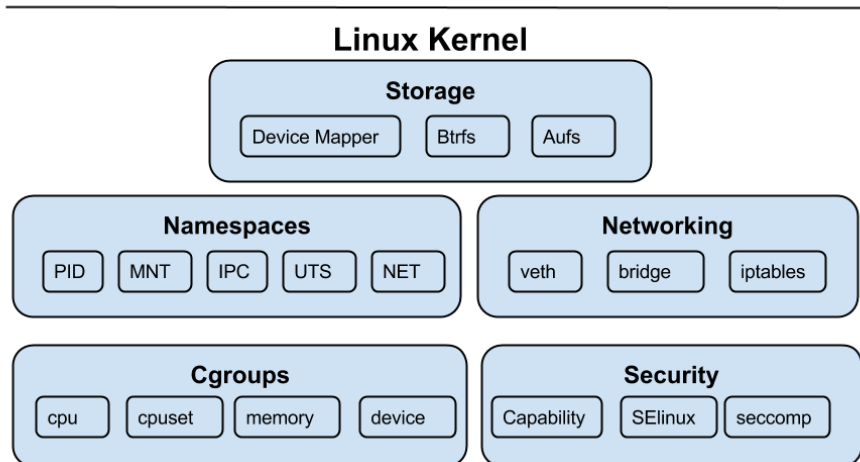 Linux Kernel
Storage
Device Mapper Btrfs Aufs
Namespaces
PID MNT IPC UTS NET
Networking
veth bridge iptables
Cgroups
cpu cpuset memory device
Security
Capability SElinux seccomp